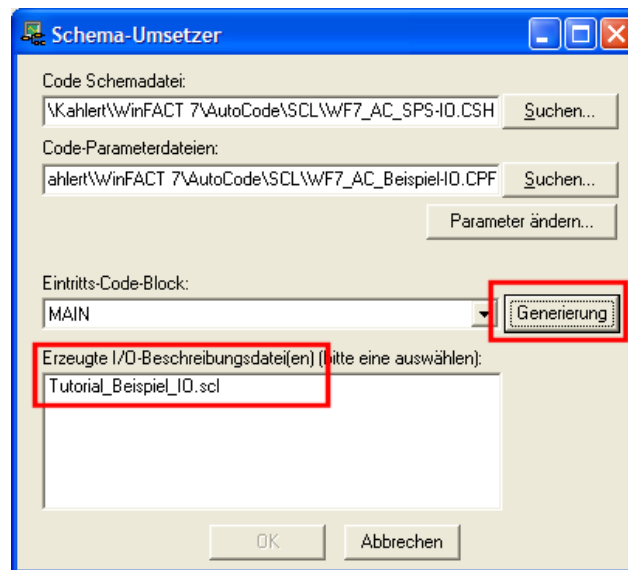 Schema-Umsetzer
Code Schemadatei:
\Kahlert\WinFACT 7\AutoCode\SCL\WF7_AC_SPS-IO.CSH
Suchen...
Code-Parameterdateien:
ahlert\WinFACT 7\AutoCode\SCL\WF7_AC_Beispiel-IO.CPF
Suchen...
Parameter ändern...
Eintritts-Code-Block:
MAIN
Generierung
Erzeugte I/O-Beschreibungsdatei(en) (bitte eine auswählen):
Tutorial_Beispiel_IO.scl
OK
Abbrechen